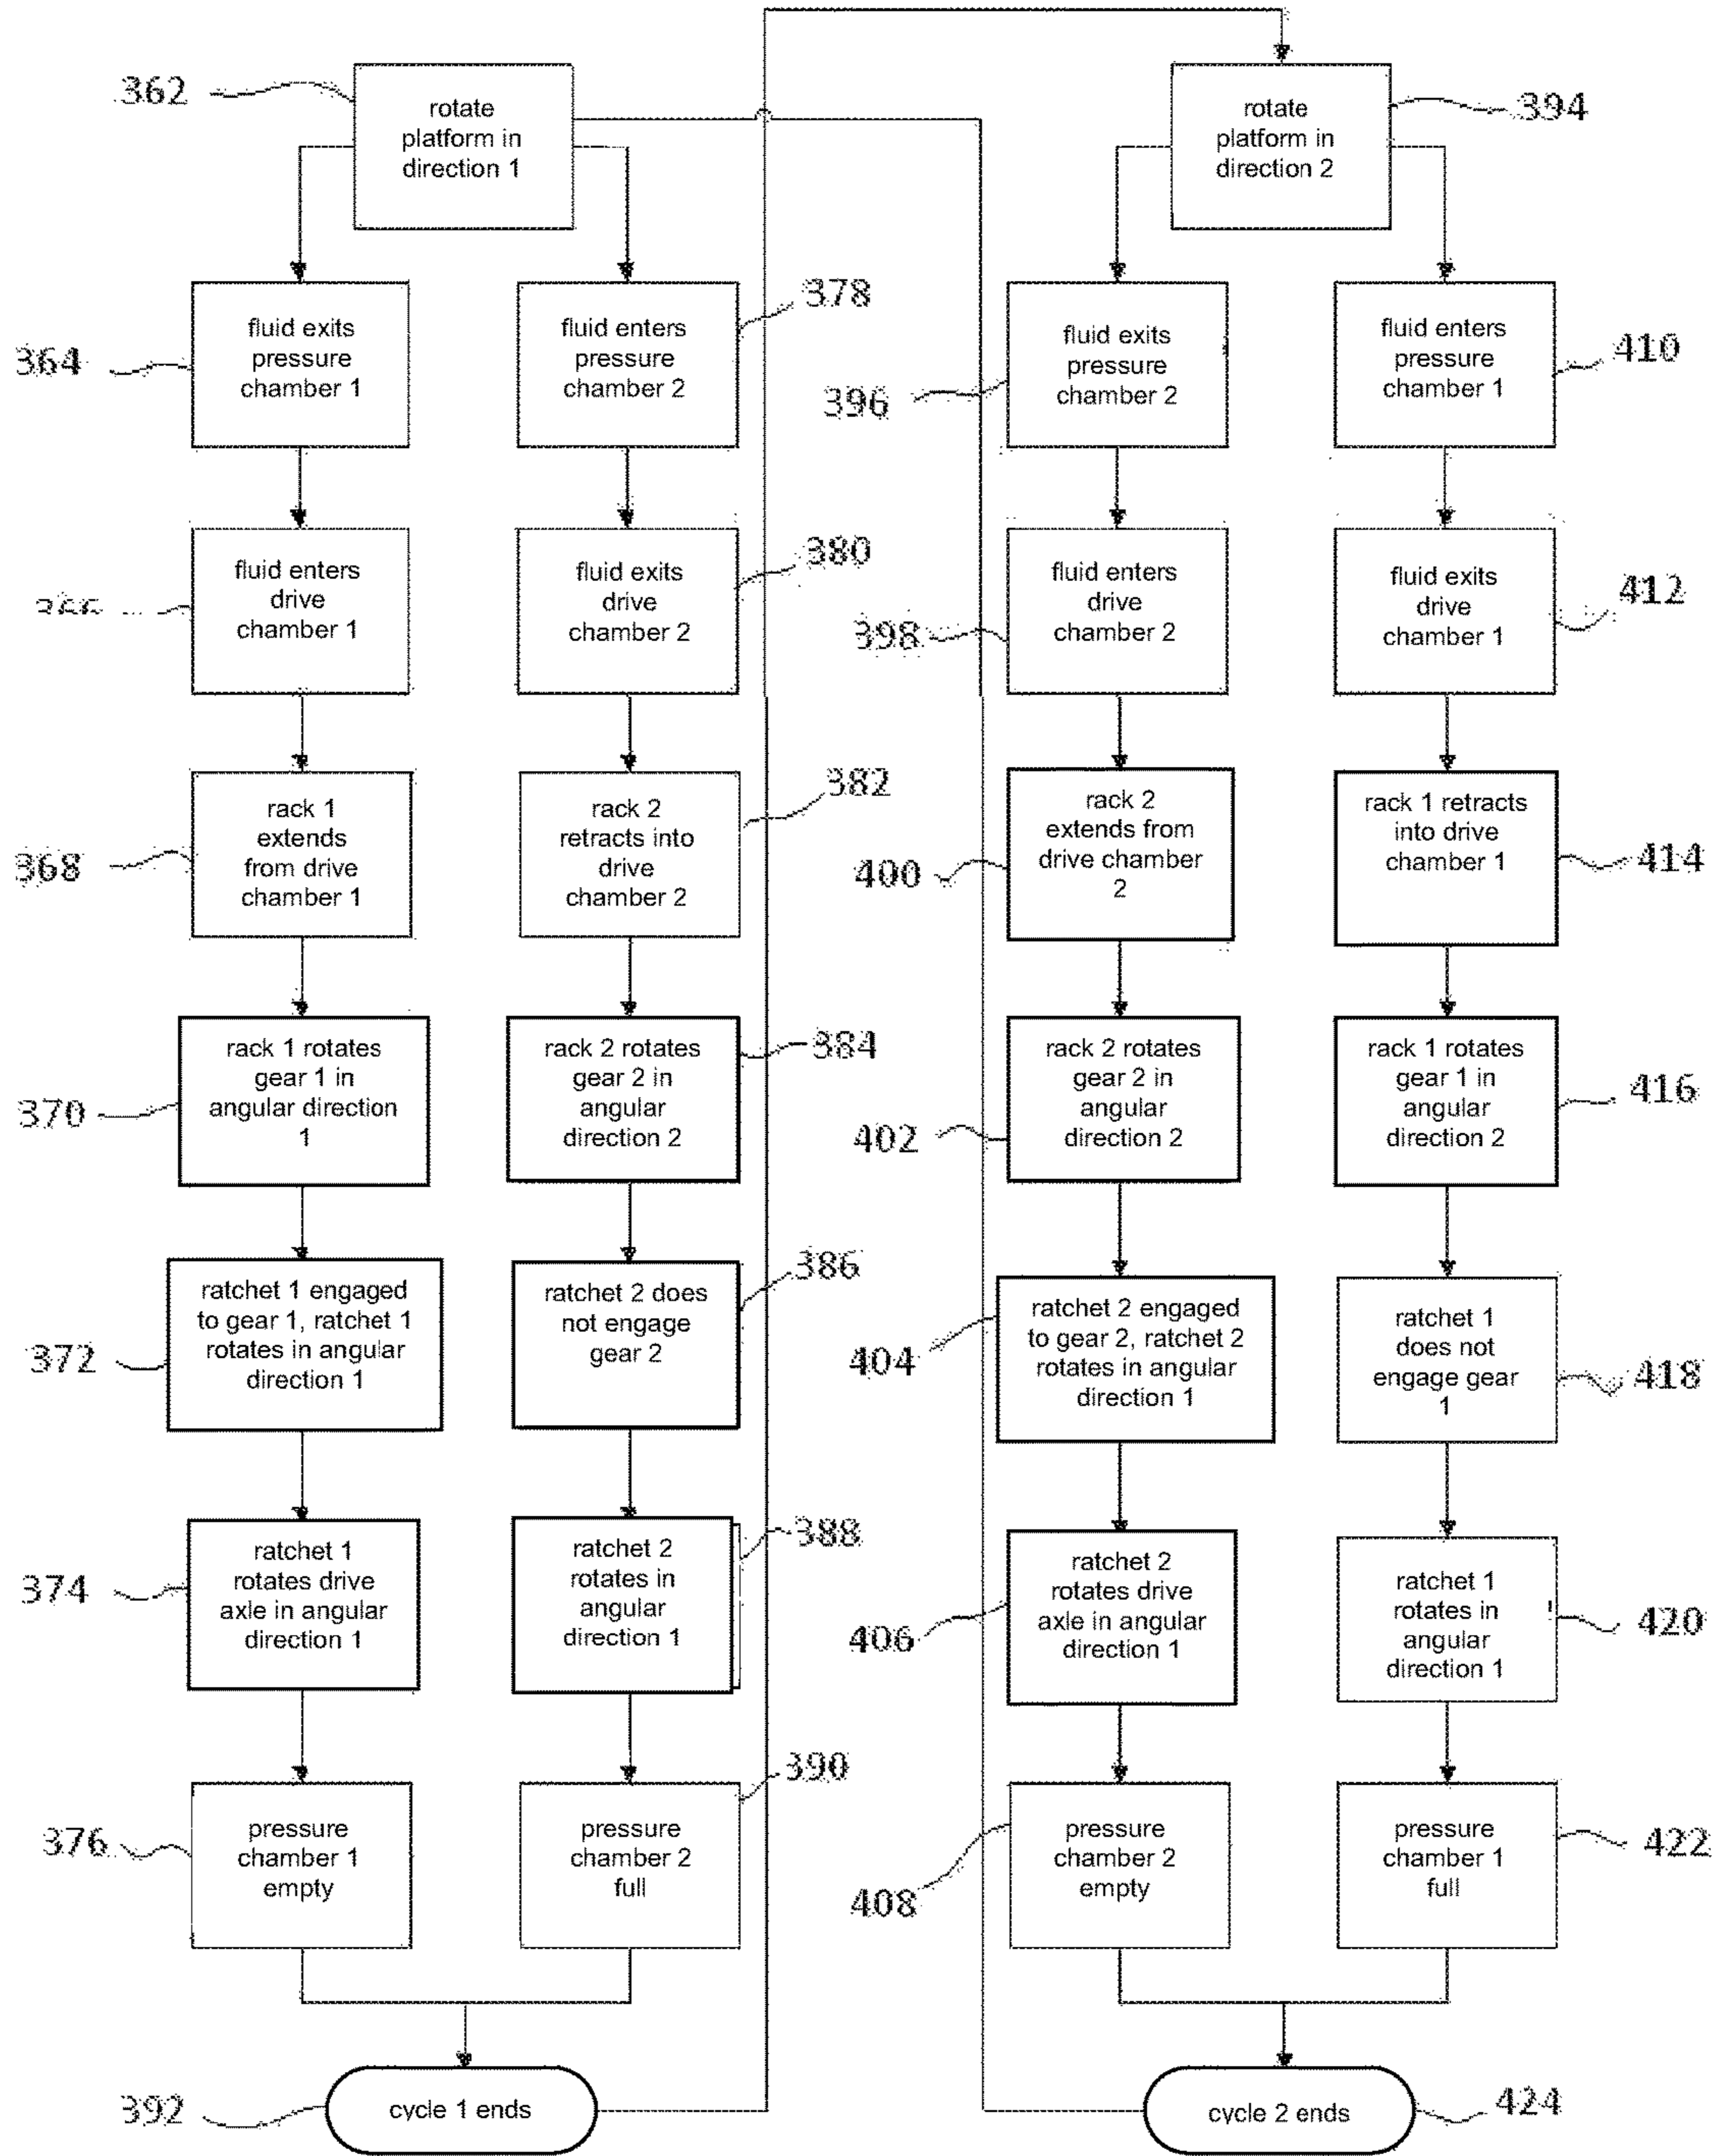 362
rotate
platform in
direction 1
364
fluid exits
pressure
chamber 1
fluid enters
drive
chamber 1
368
rack 1
extends
from drive
chamber 1
370
rack 1 rotates
gear 1 in
angular direction
1
372
ratchet 1 engaged
to gear 1, ratchet 1
rotates in angular
direction 1
374
ratchet 1
rotates drive
axle in angular
direction 1
376
pressure
chamber 1
empty
378
fluid enters
pressure
chamber 2
380
fluid exits
drive
chamber 2
382
rack 2
retracts into
drive
chamber 2
384
rack 2 rotates
gear 2 in
angular
direction 2
386
ratchet 2 does
not engage
gear 2
388
ratchet 2
rotates in
angular
direction 1
390
pressure
chamber 2
full
392
cycle 1 ends
394
rotate
platform in
direction 2
396
fluid exits
pressure
chamber 2
398
fluid enters
drive
chamber 2
400
rack 2
extends from
drive chamber
2
402
rack 2 rotates
gear 2 in
angular
direction 2
404
ratchet 2 engaged
to gear 2, ratchet 2
rotates in angular
direction 1
406
ratchet 2
rotates drive
axle in angular
direction 1
408
pressure
chamber 2
empty
410
fluid enters
pressure
chamber 1
412
fluid exits
drive
chamber 1
414
rack 1 retracts
into drive
chamber 1
416
rack 1 rotates
gear 1 in
angular
direction 2
418
ratchet 1
does not
engage gear
1
420
ratchet 1
rotates in
angular
direction 1
422
pressure
chamber 1
full
424
cycle 2 ends